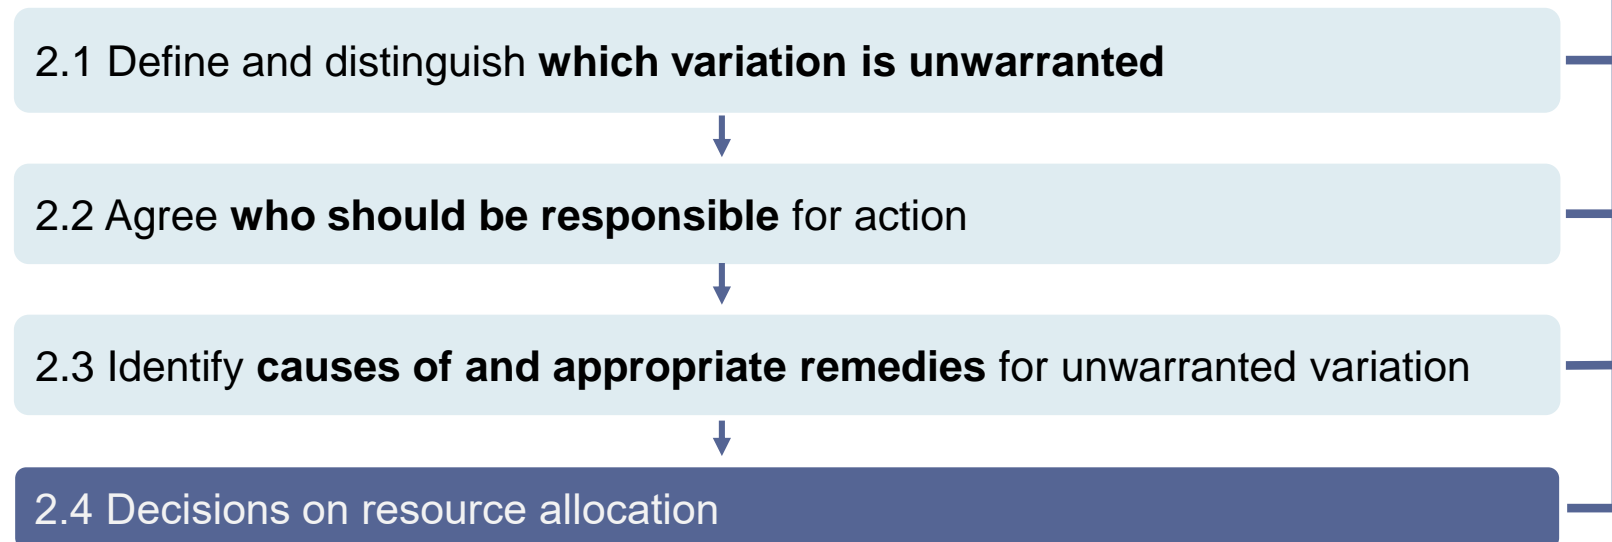 2.1 Define and distinguish which variation is unwarranted
2.2 Agree who should be responsible for action
2.3 Identify causes of and appropriate remedies for unwarranted variation
2.4 Decisions on resource allocation